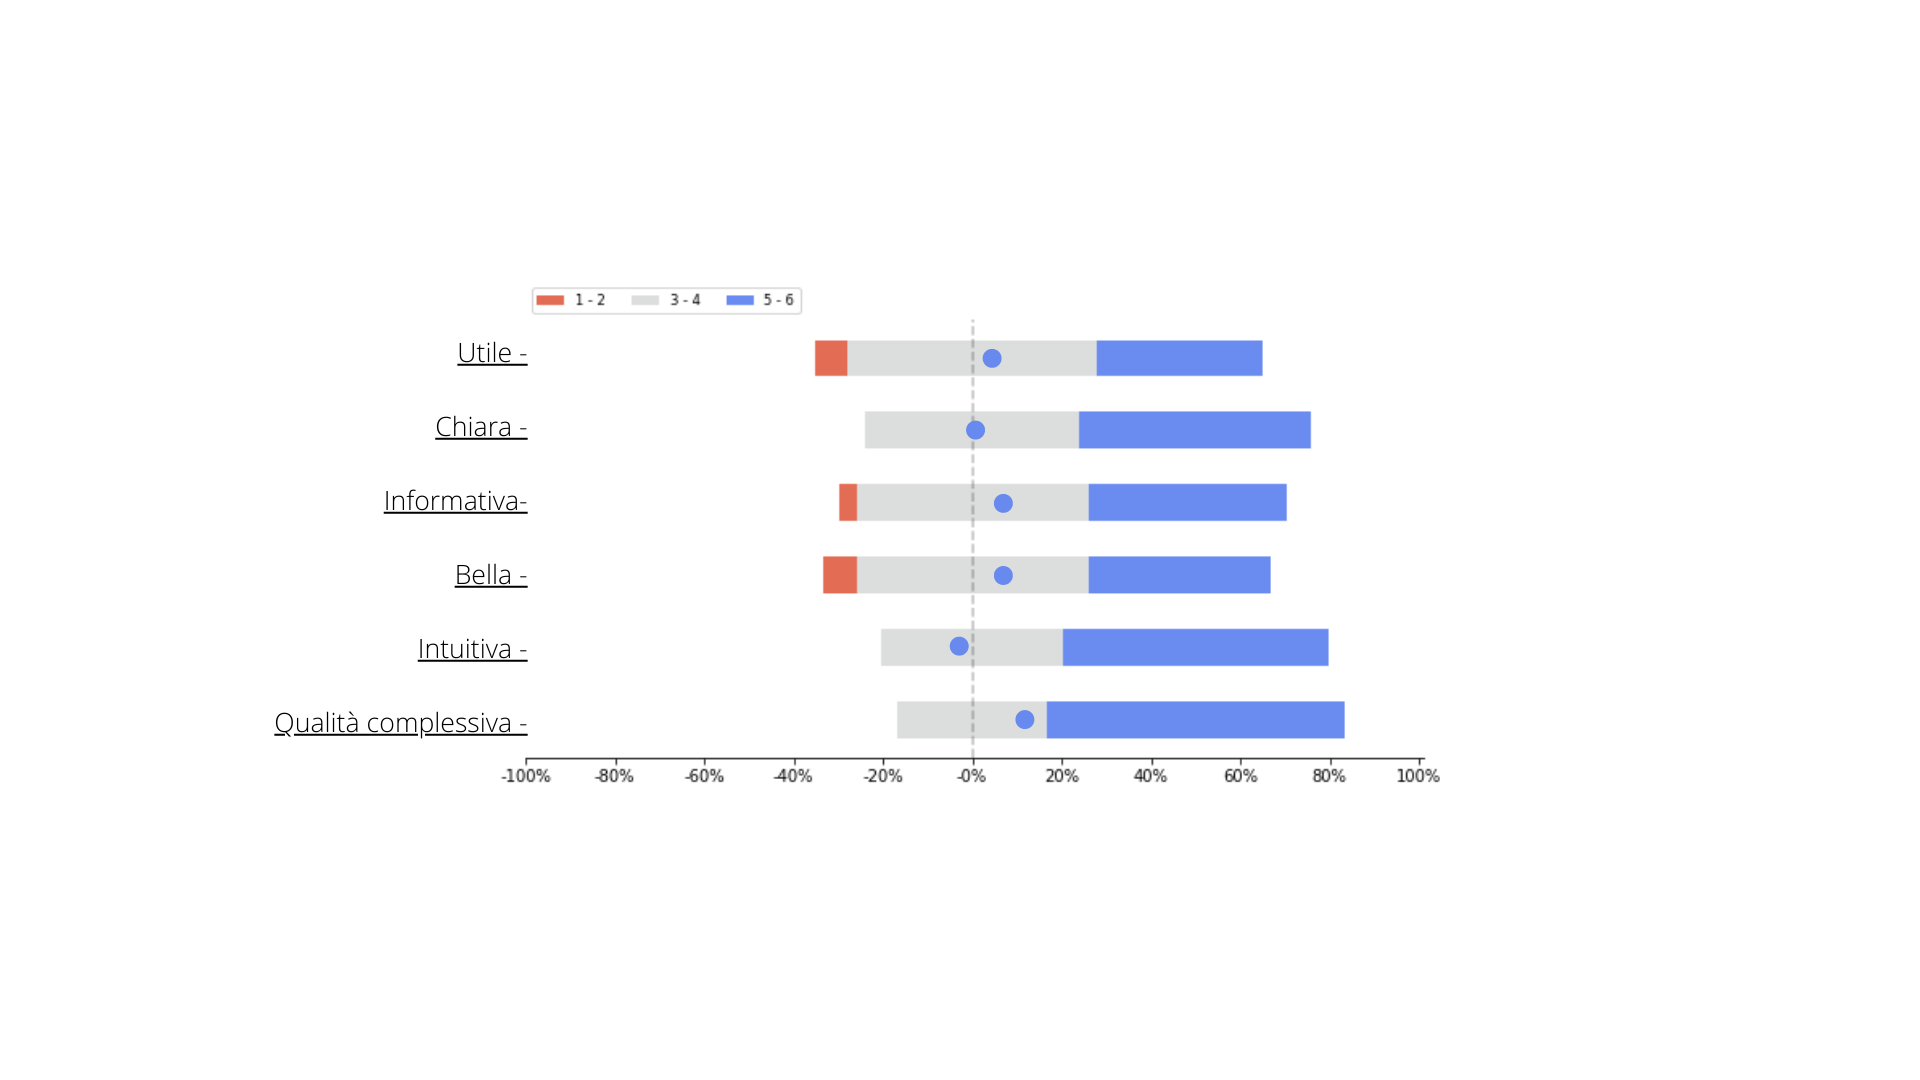 1 - 2 3 - 4 5 - 6
Utile -
Chiara -
Informativa-
Bella -
Intuitiva -
Qualità complessiva -
-100% -80% -60% -40% -20% -0% 20% 40% 60% 80% 100%